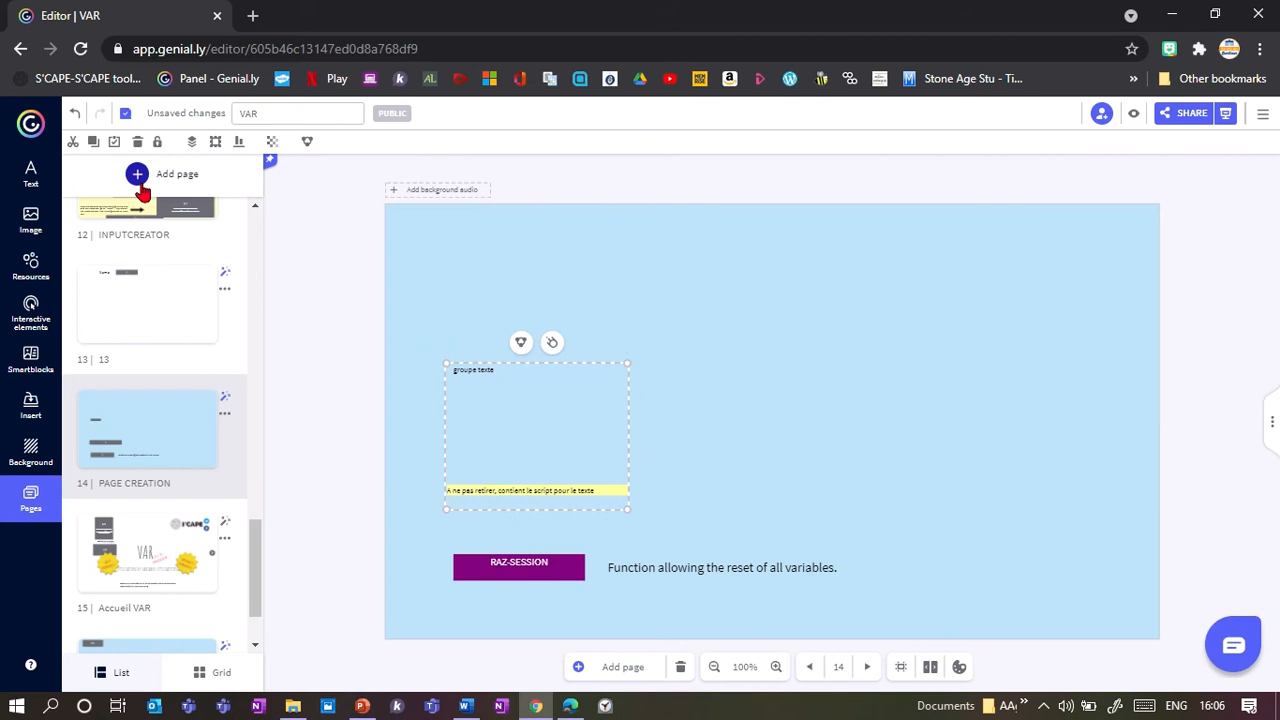 Editor | VAR
app.genial.ly/editor/605b46c13147ed0d8a768df9
S'CAPE-S'CAPE tool...
Panel - Genial·ly
Play
Stone Age Stu - Ti...
Other bookmarks
Unsaved changes
VAR
PUBLIC
SHARE
Text
Image
Resources
Interactive elements
Smartblocks
Insert
Background
Pages
Add page
12 | INPUTCREATOR
13 | 13
14 | PAGE CREATION
S'CAPE
VAR
15 | Accueil VAR
List
Grid
Add background audio
groupe texte
A ne pas retirer, contient le script pour le texte
RAZ-SESSION
Function allowing the reset of all variables.
Add page
100%
14
Documents
ENG
16:06